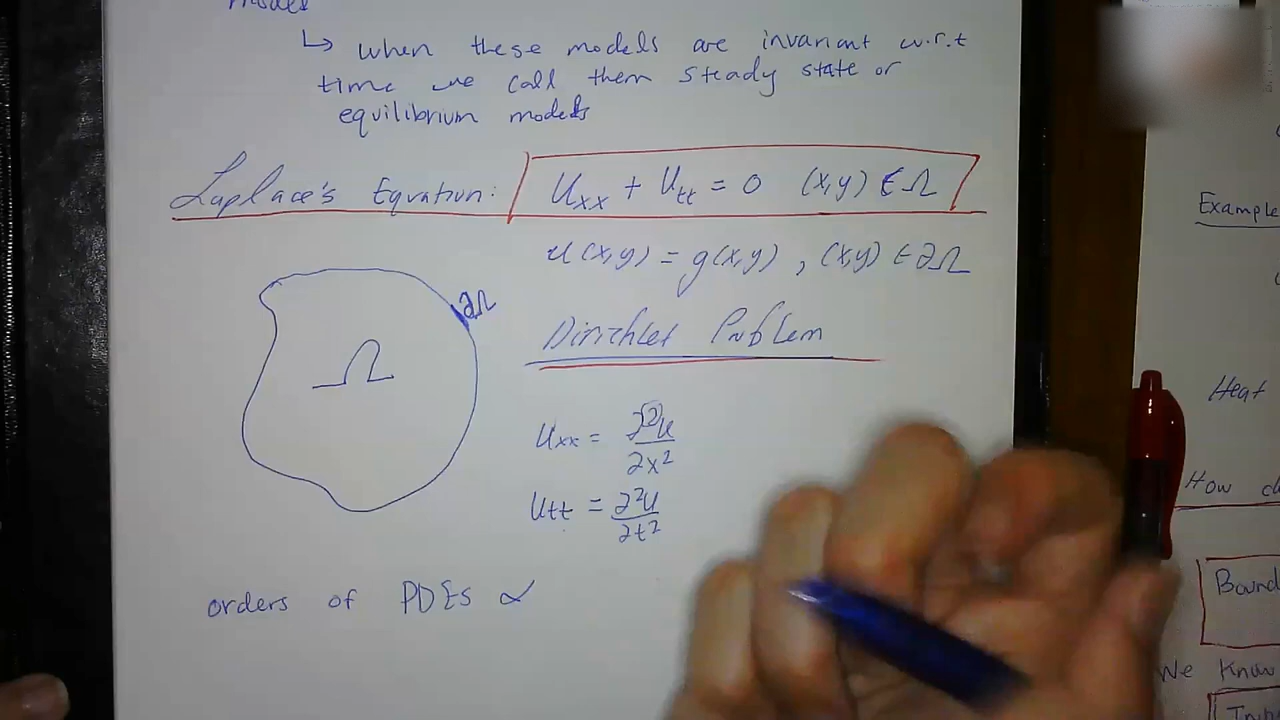 model
↳ when these models are invariant w.r.t
time we call them steady state or
equilibrium models
Laplace's Equation: Uxx + Utt = 0 (x,y) ∈ Ω
u(x,y) = g(x,y) , (x,y) ∈ ∂Ω
∂Ω
Ω
Dirichlet Problem
Uxx = ∂²u/∂x²
Utt = ∂²u/∂t²
orders of PDEs ∝
Example
Heat
How
Bound
We Know